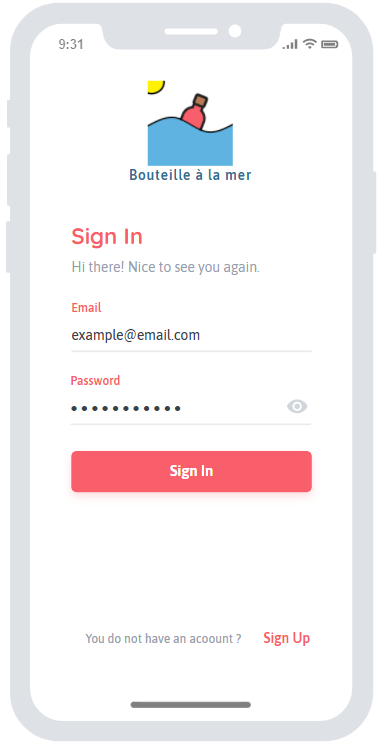 9:31
Bouteille à la mer
Sign In
Hi there! Nice to see you again.
Email
example@email.com
Password
•••••••••••
Sign In
You do not have an acoount ? Sign Up